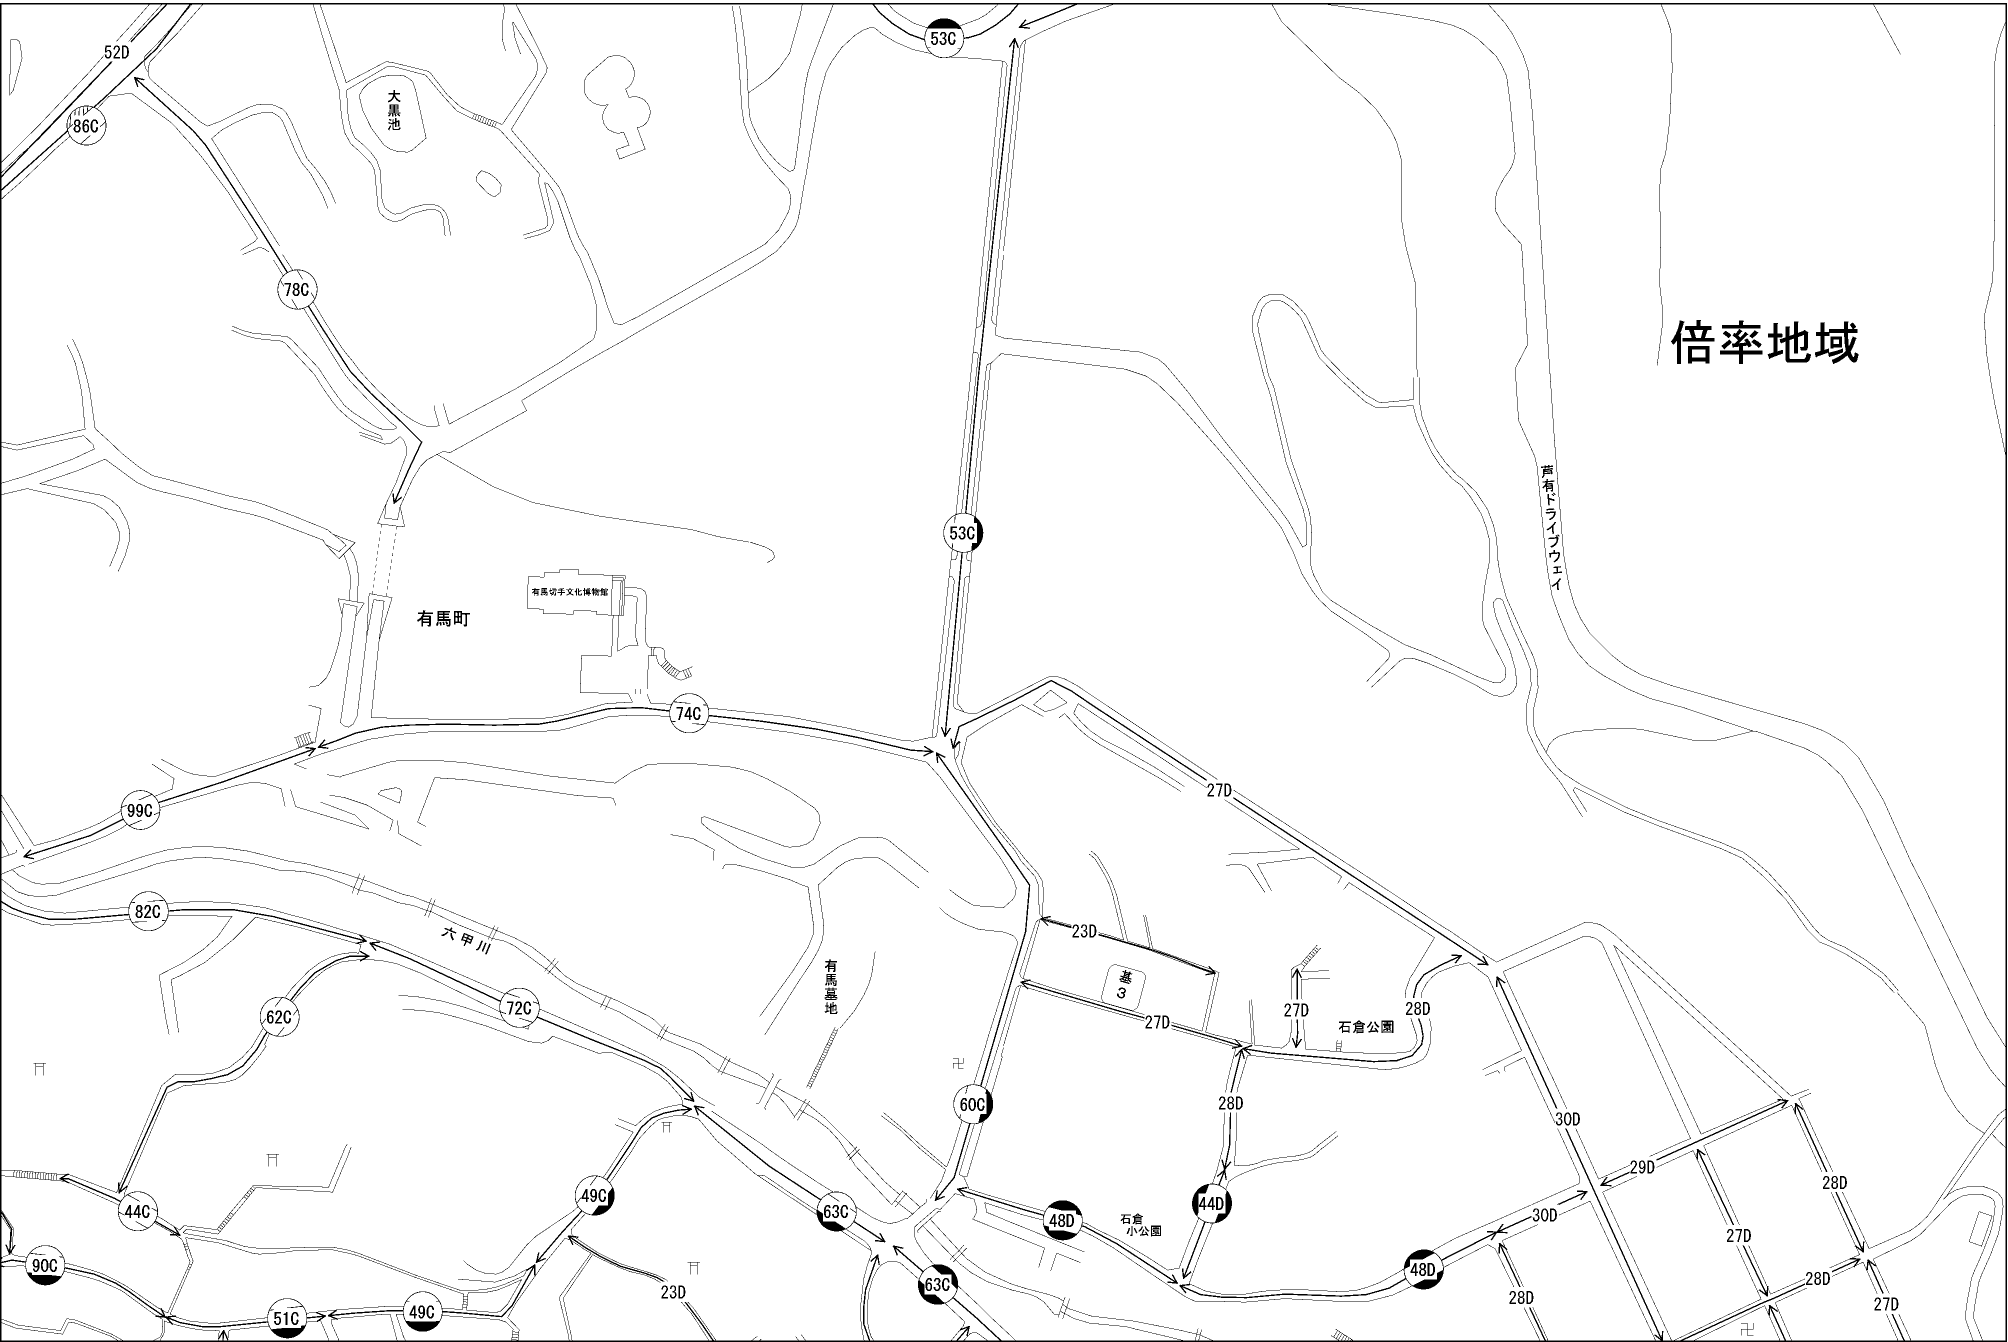 52D
53C
86C
大黒池
78C
倍率地域
芦有ドライブウェイ
53C
有馬切手文化博物館
有馬町
74C
27D
99C
82C
六甲川
23D
有馬墓地
基
3
72C
62C
27D
27D
28D
石倉公園
60C
28D
30D
29D
28D
49C
44D
44C
63C
48D
石倉
小公園
30D
27D
90C
48D
63C
23D
28D
28D
27D
51C
49C